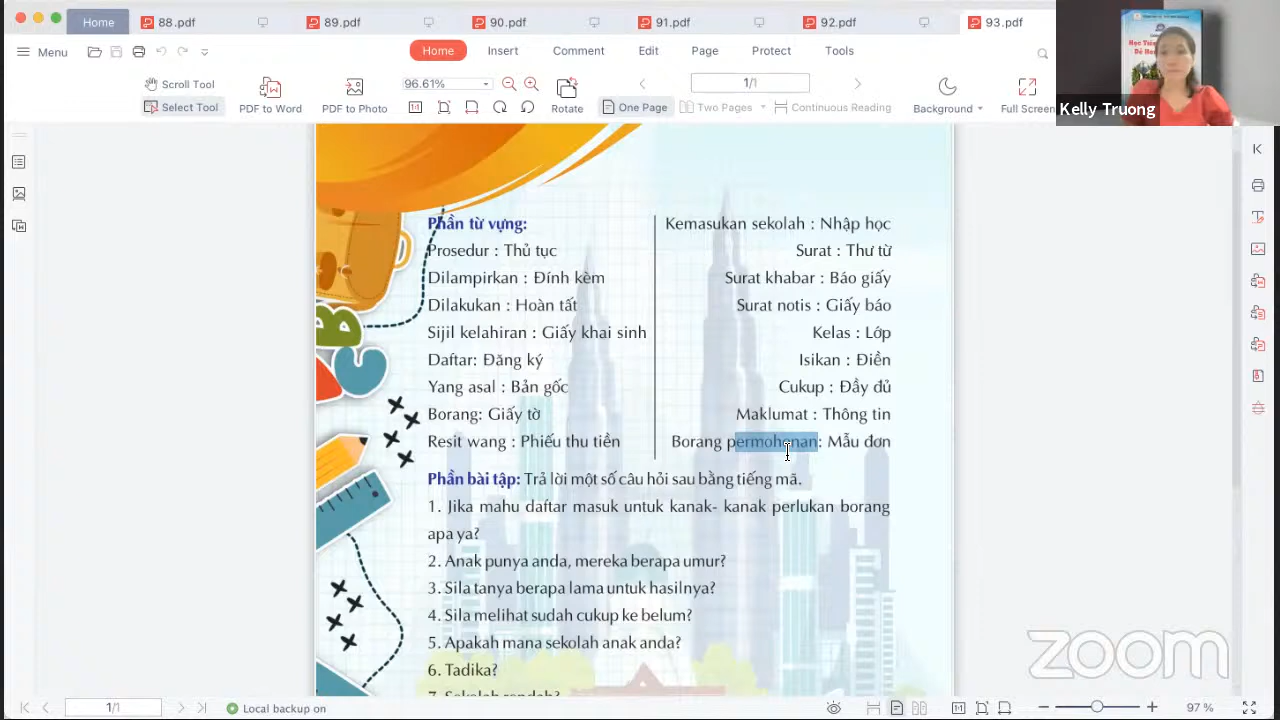 Home
88.pdf
89.pdf
90.pdf
91.pdf
92.pdf
93.pdf
Menu
Home
Insert
Comment
Edit
Page
Protect
Tools
Scroll Tool
Select Tool
PDF to Word
PDF to Photo
96.61%
Rotate
1/1
One Page
Two Pages
Continuous Reading
Background
Full Screen
Kelly Truong
Phần từ vựng:
Prosedur : Thủ tục
Dilampirkan : Đính kèm
Dilakukan : Hoàn tất
Sijil kelahiran : Giấy khai sinh
Daftar: Đăng ký
Yang asal : Bản gốc
Borang: Giấy tờ
Resit wang : Phiếu thu tiền
Kemasukan sekolah : Nhập học
Surat : Thư từ
Surat khabar : Báo giấy
Surat notis : Giấy báo
Kelas : Lớp
Isikan : Điền
Cukup : Đầy đủ
Maklumat : Thông tin
Borang permohonan: Mẫu đơn
Phần bài tập: Trả lời một số câu hỏi sau bằng tiếng mã.
1. Jika mahu daftar masuk untuk kanak- kanak perlukan borang
apa ya?
2. Anak punya anda, mereka berapa umur?
3. Sila tanya berapa lama untuk hasilnya?
4. Sila melihat sudah cukup ke belum?
5. Apakah mana sekolah anak anda?
6. Tadika?
7. Sekolah rendah?
zoom
1/1
Local backup on
97 %